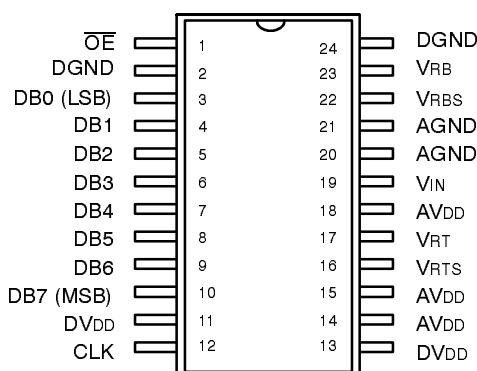 O̅E̅ 1 24 DGND
DGND 2 23 VRB
DB0 (LSB) 3 22 VRBS
DB1 4 21 AGND
DB2 5 20 AGND
DB3 6 19 VIN
DB4 7 18 AVDD
DB5 8 17 VRT
DB6 9 16 VRTS
DB7 (MSB) 10 15 AVDD
DVDD 11 14 AVDD
CLK 12 13 DVDD